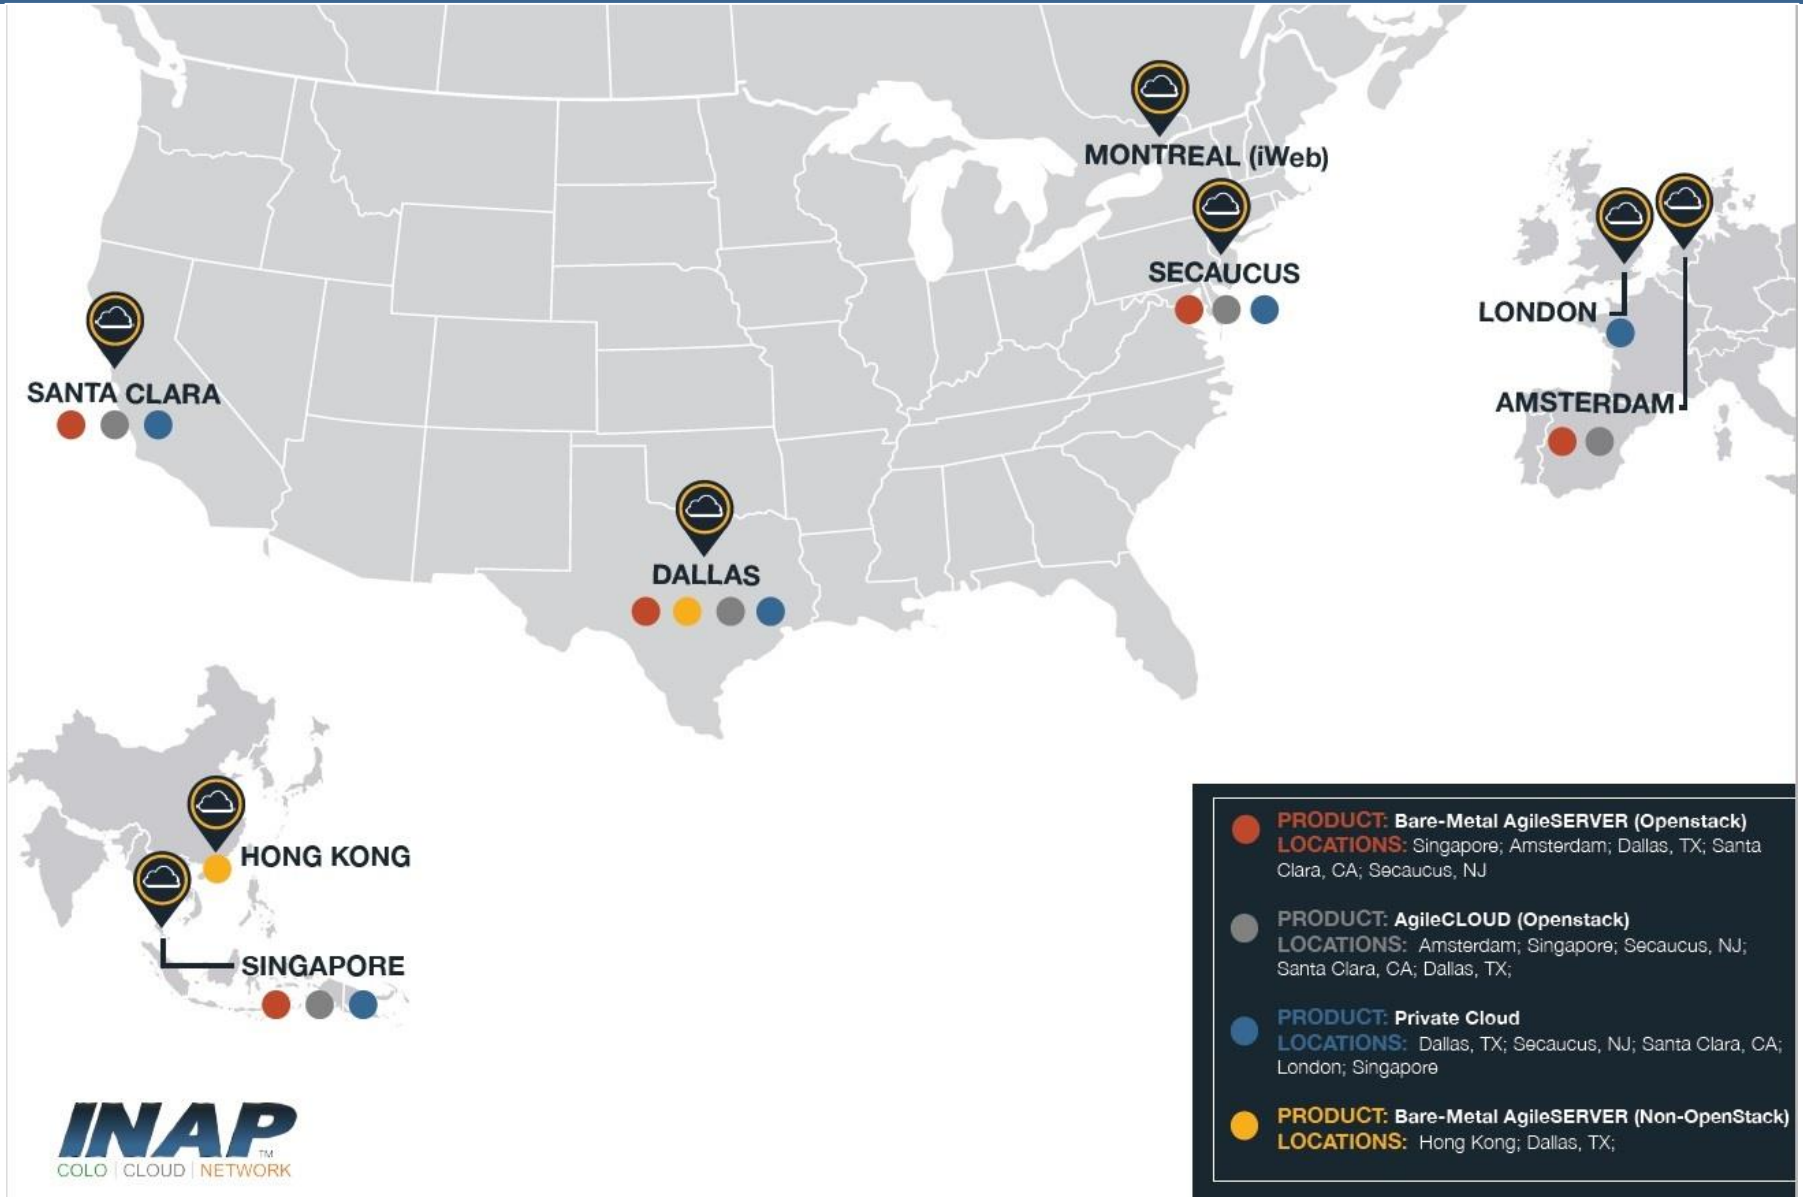 MONTREAL (iWeb)
SECAUCUS
LONDON
SANTA CLARA
AMSTERDAM
DALLAS
HONG KONG
SINGAPORE
PRODUCT: Bare-Metal AgileSERVER (Openstack)
LOCATIONS: Singapore; Amsterdam; Dallas, TX; Santa
Clara, CA; Secaucus, NJ
PRODUCT: AgileCLOUD (Openstack)
LOCATIONS: Amsterdam; Singapore; Secaucus, NJ;
Santa Clara, CA; Dallas, TX;
PRODUCT: Private Cloud
LOCATIONS: Dallas, TX; Secaucus, NJ; Santa Clara, CA;
London; Singapore
PRODUCT: Bare-Metal AgileSERVER (Non-OpenStack)
LOCATIONS: Hong Kong; Dallas, TX;
INAP TM
COLO | CLOUD | NETWORK